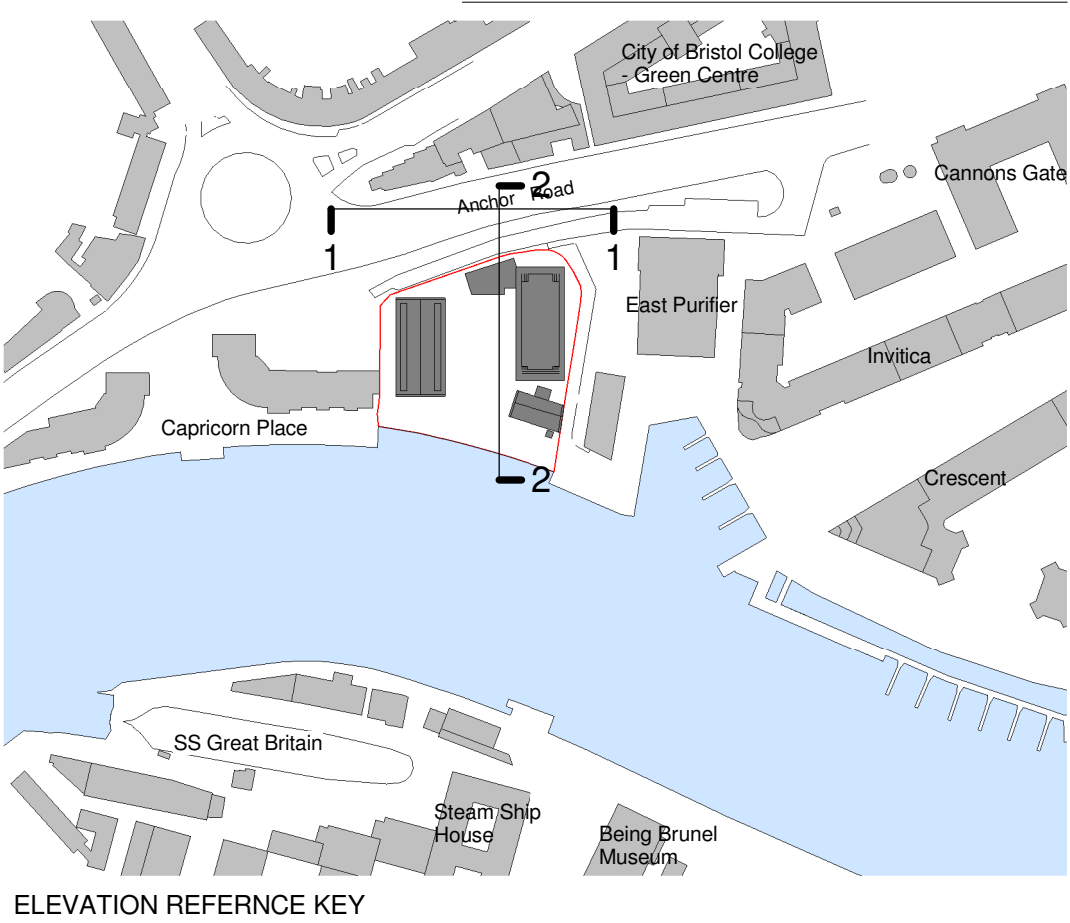 City of Bristol College
- Green Centre
Cannons Gate
2
Anchor Road
1
1
East Purifier
Invitica
Capricorn Place
Crescent
2
SS Great Britain
Steam Ship
House
Being Brunel
Museum
ELEVATION REFERNCE KEY